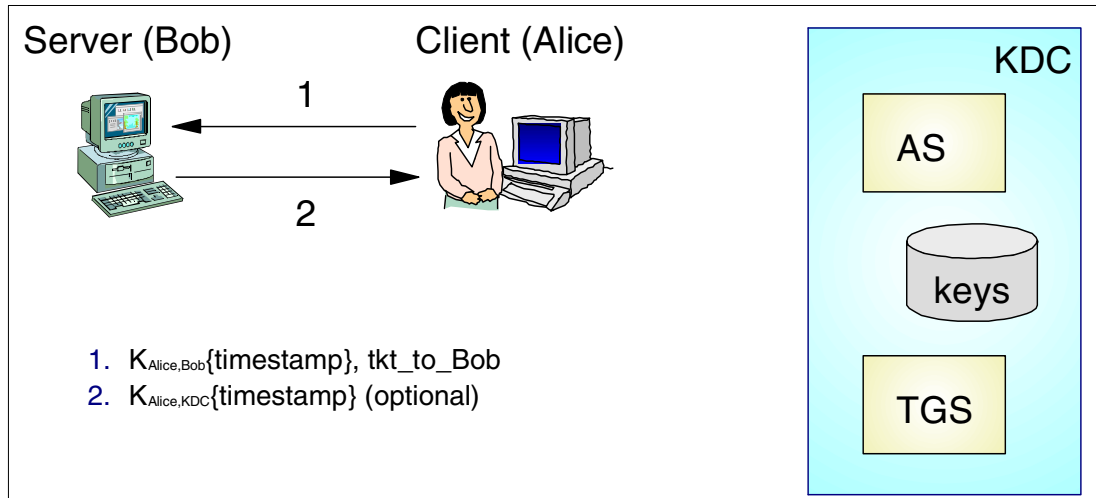 Server (Bob)
Client (Alice)
KDC
1
AS
2
keys
1. KAlice,Bob{timestamp}, tkt_to_Bob
2. KAlice,KDC{timestamp} (optional)
TGS